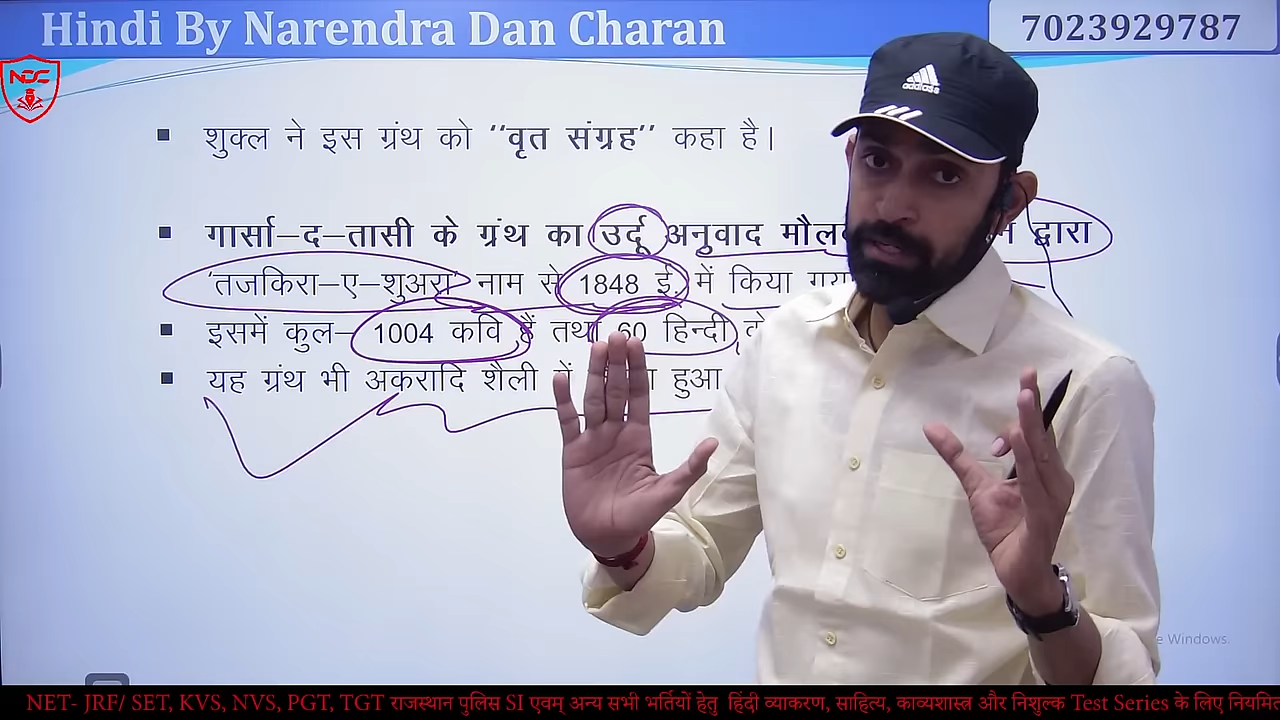 Hindi By Narendra Dan Charan
7023929787
NDC
adidas
▪ शुक्ल ने इस ग्रंथ को ‘‘वृत संग्रह’’ कहा है।
▪ गार्सा–द–तासी के ग्रंथ का उर्दू अनुवाद द्वारा
‘तजकिरा–ए–शुअरा’ नाम से 1848 ई. में किया
▪ इसमें कुल– 1004 कवि हैं तथा 60 हिन्दी
▪ यह ग्रंथ भी अकरादि शैली में हुआ
Windows.
NET- JRF/ SET, KVS, NVS, PGT, TGT राजस्थान पुलिस SI एवम् अन्य सभी भर्तियों हेतु हिंदी व्याकरण, साहित्य, काव्यशास्त्र और निशुल्क Test Series के लिए